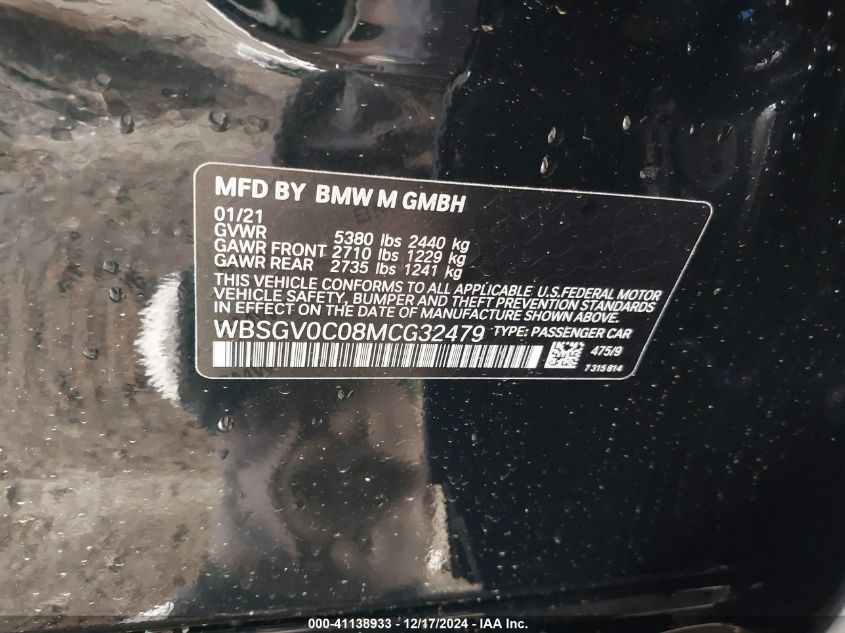 MFD BY BMW M GMBH
01/21
GVWR 5380 lbs 2440 kg
GAWR FRONT 2710 lbs 1229 kg
GAWR REAR 2735 lbs 1241 kg
THIS VEHICLE CONFORMS TO ALL APPLICABLE U.S.FEDERAL MOTOR
VEHICLE SAFETY, BUMPER AND THEFT PREVENTION STANDARDS
IN EFFECT ON THE DATE OF MANUFACTURE SHOWN ABOVE.
WBSGV0C08MCG32479 TYPE: PASSENGER CAR
475/9
7 315 814
000-41138933 - 12/17/2024 - IAA Inc.